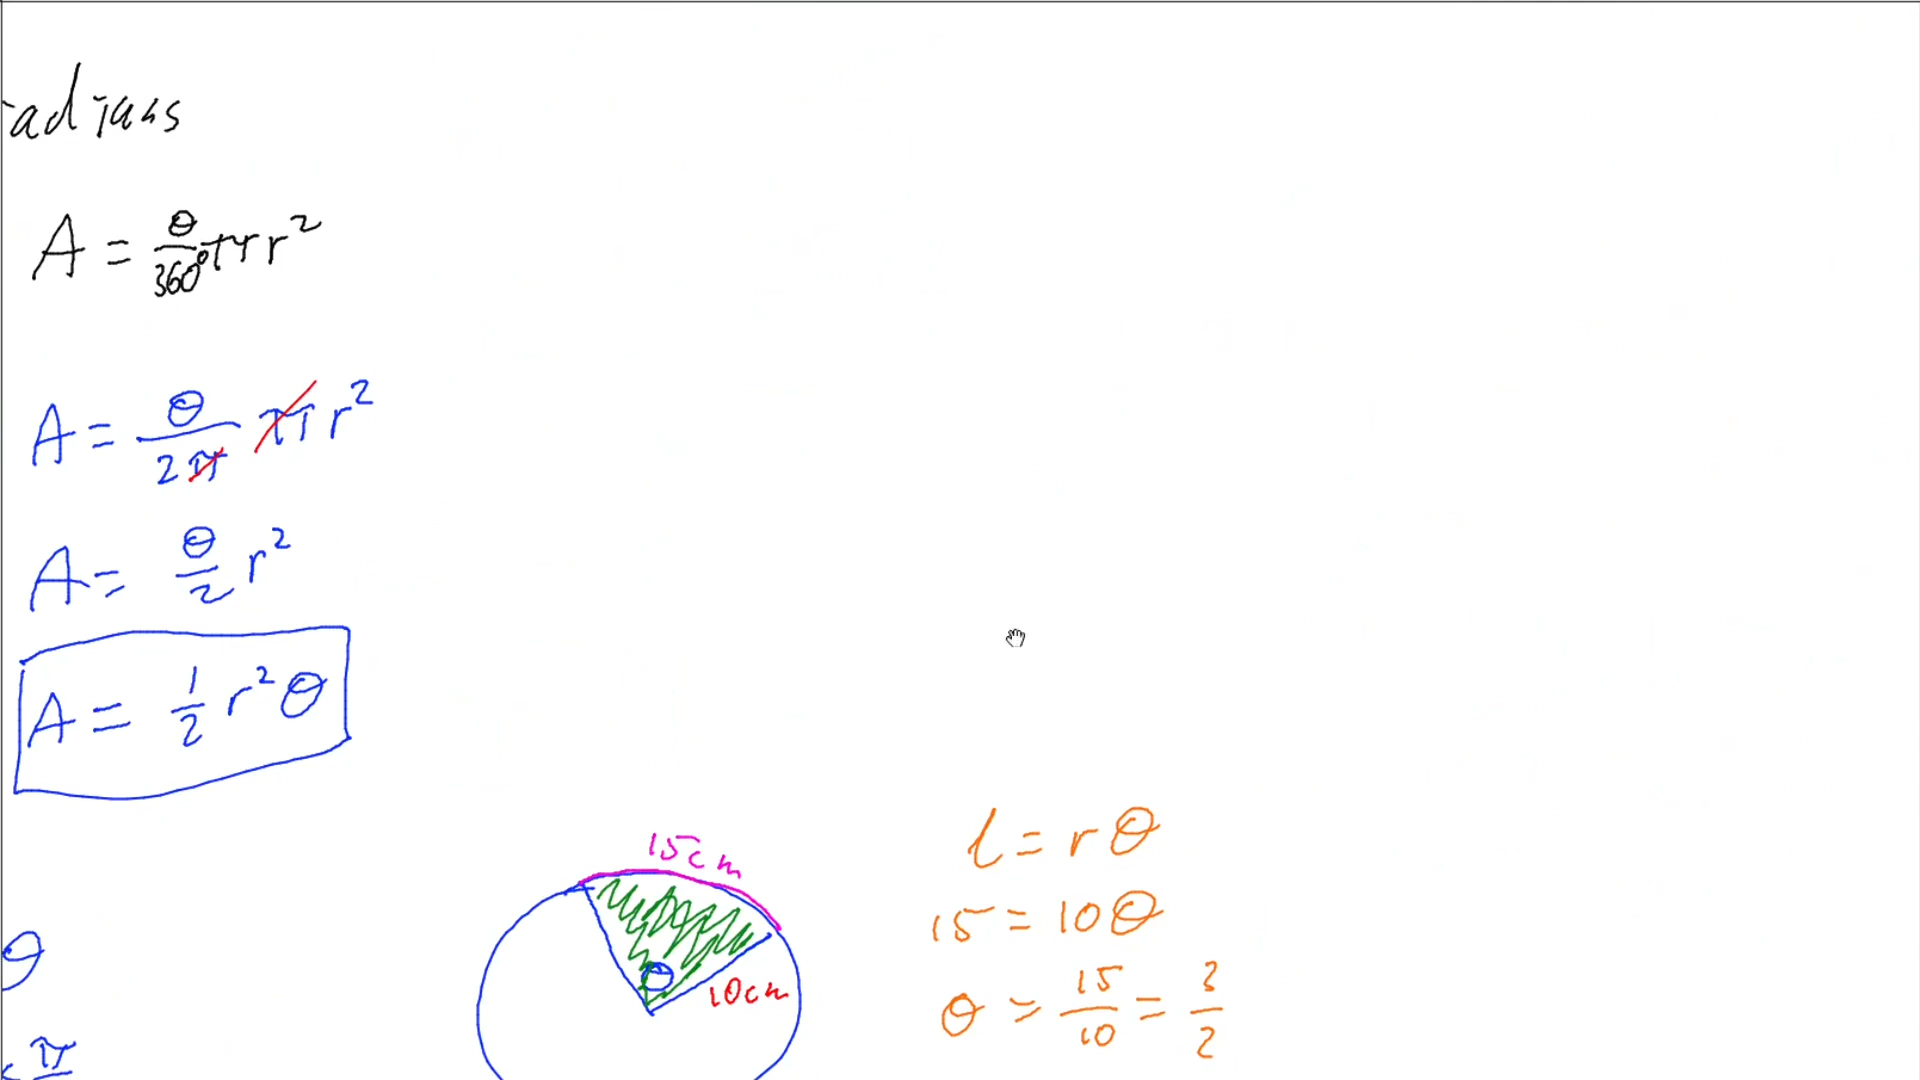 adians
A = θ/360° πr²
A = θ/2π πr²
A = θ/2 r²
A = 1/2 r²θ
15cm
θ
10cm
l = rθ
15 = 10θ
θ = 15/10 = 3/2
θ
π